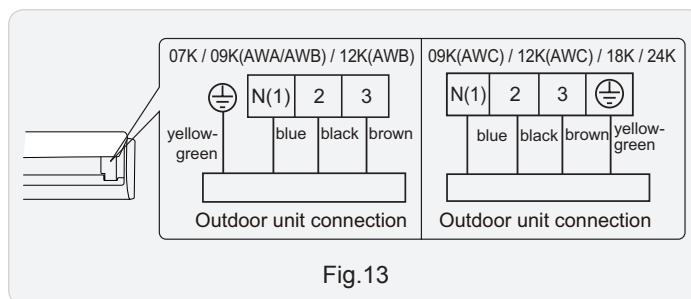 07K / 09K(AWA/AWB) / 12K(AWB)
N(1) 2 3
yellow-
green
blue black brown
Outdoor unit connection
09K(AWC) / 12K(AWC) / 18K / 24K
N(1) 2 3
blue black brown yellow-
green
Outdoor unit connection
Fig.13